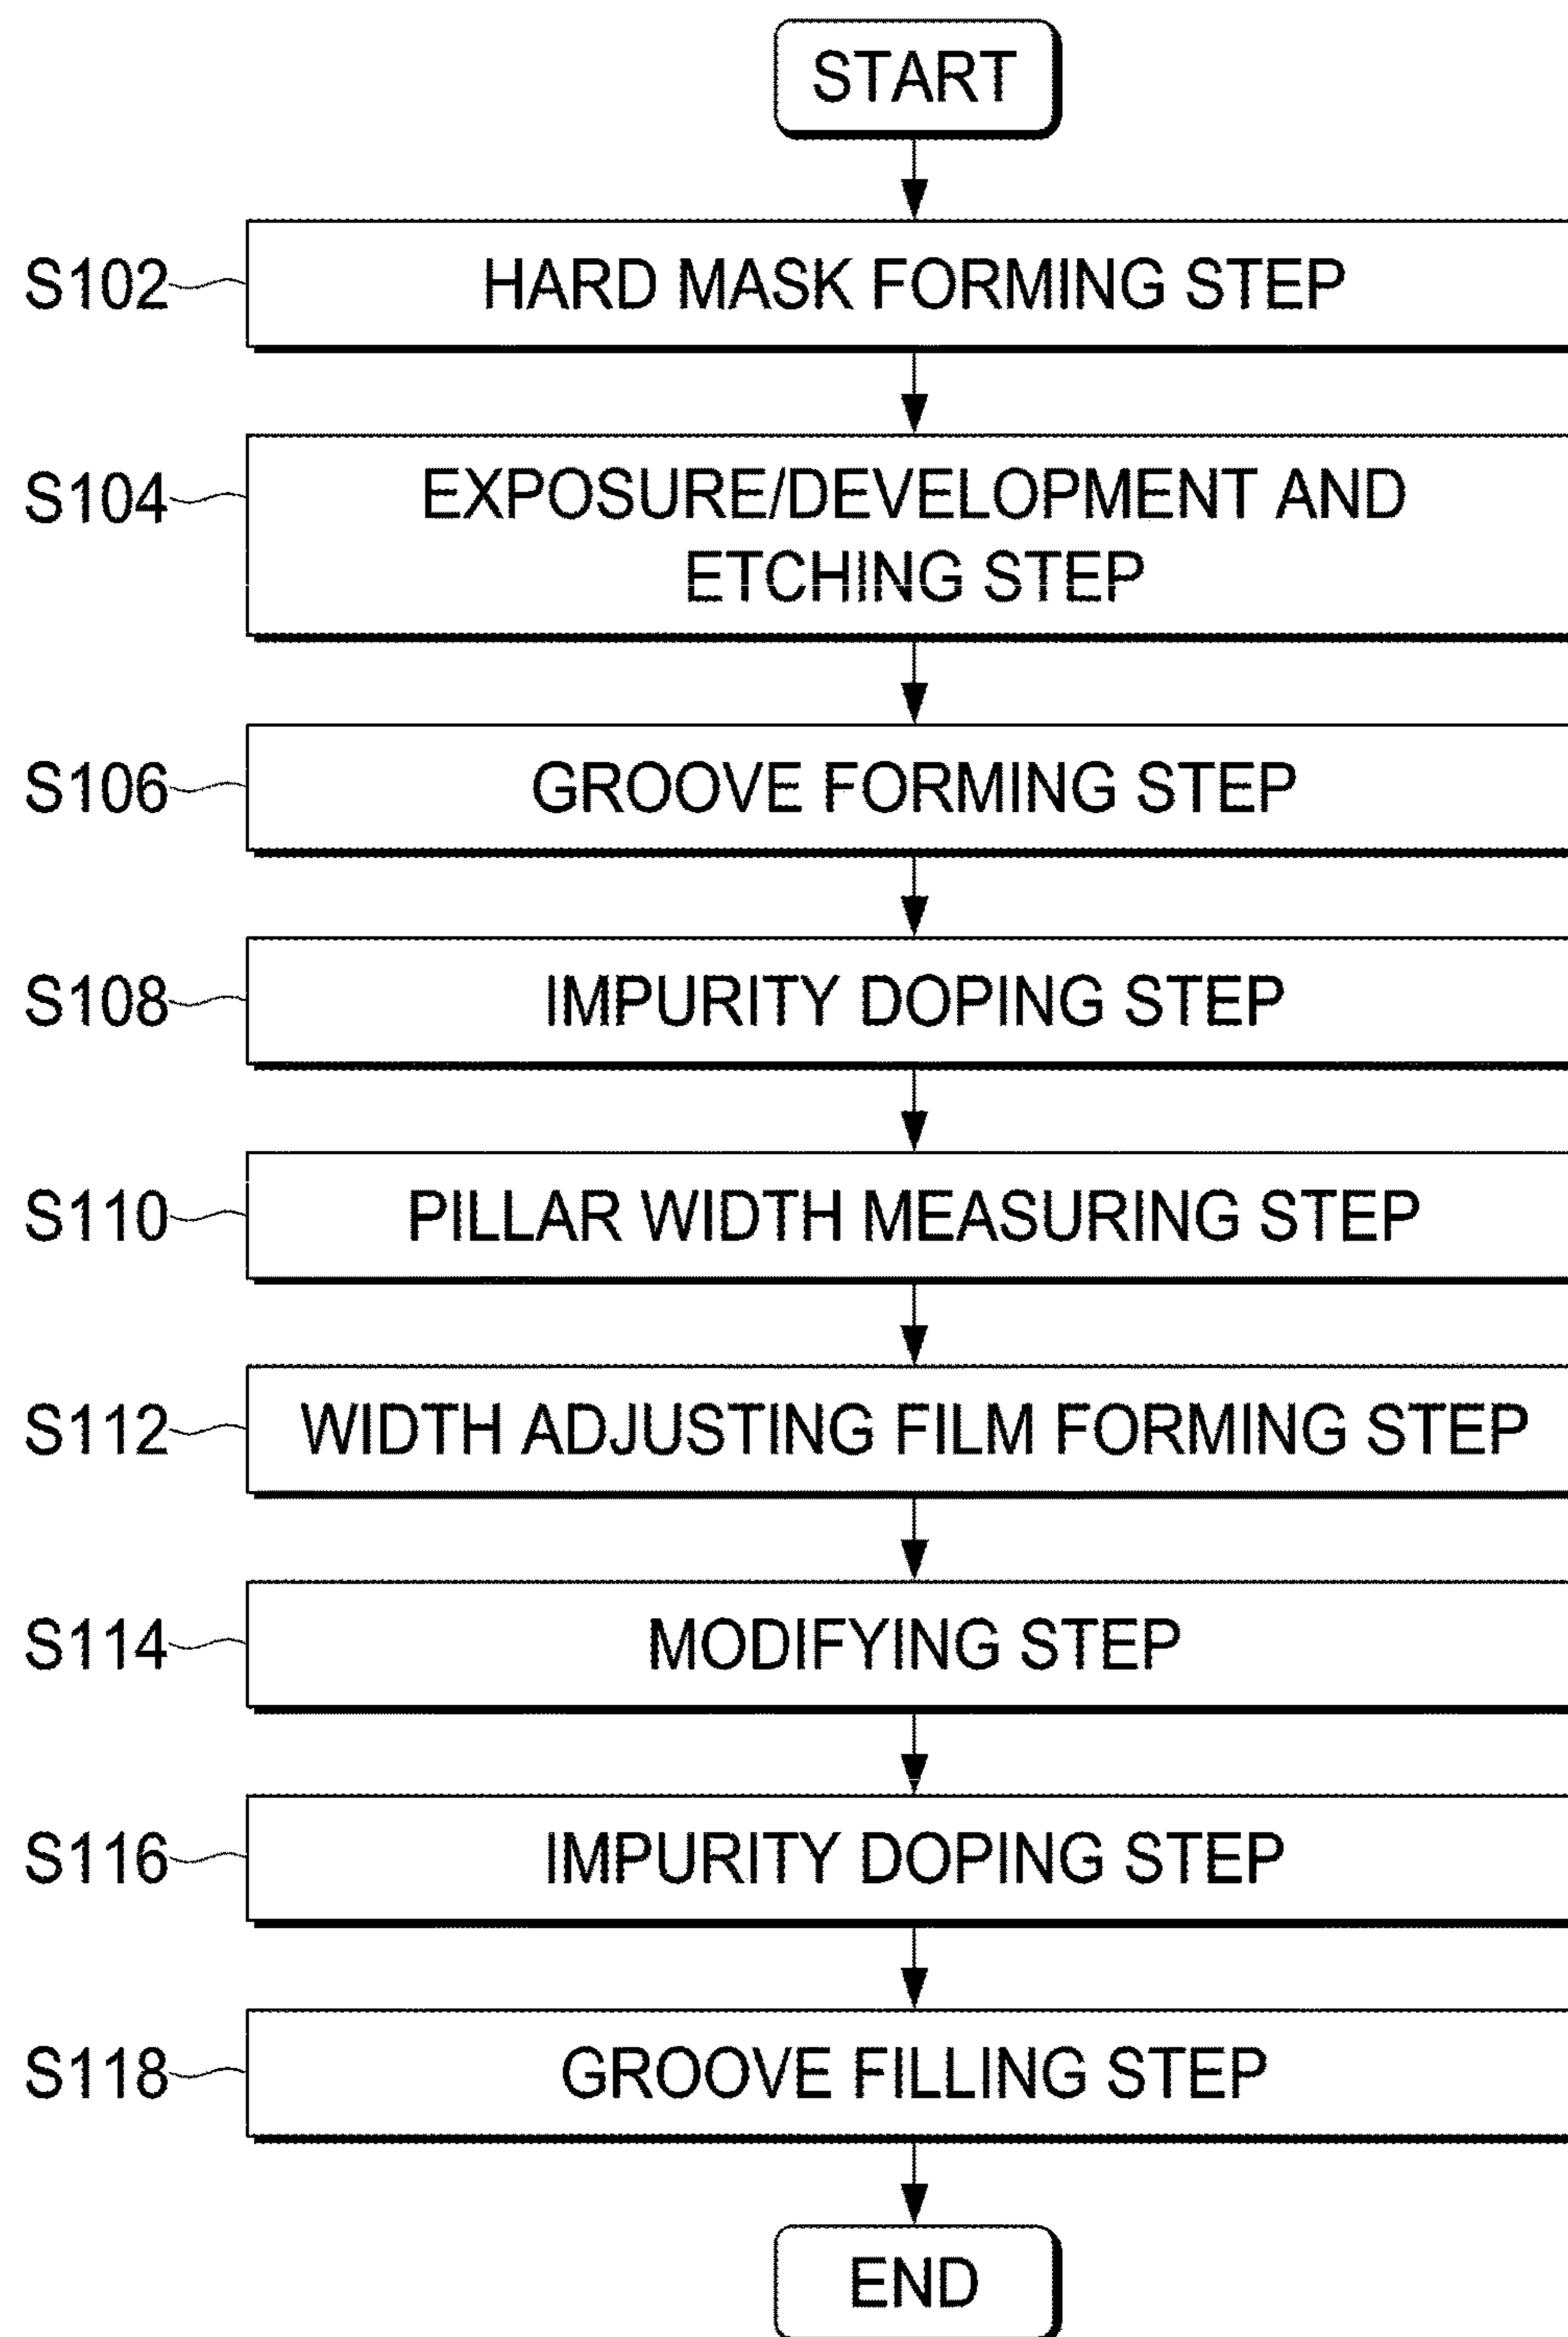 START
S102
HARD MASK FORMING STEP
S104
EXPOSURE/DEVELOPMENT AND
ETCHING STEP
S106
GROOVE FORMING STEP
S108
IMPURITY DOPING STEP
S110
PILLAR WIDTH MEASURING STEP
S112
WIDTH ADJUSTING FILM FORMING STEP
S114
MODIFYING STEP
S116
IMPURITY DOPING STEP
S118
GROOVE FILLING STEP
END